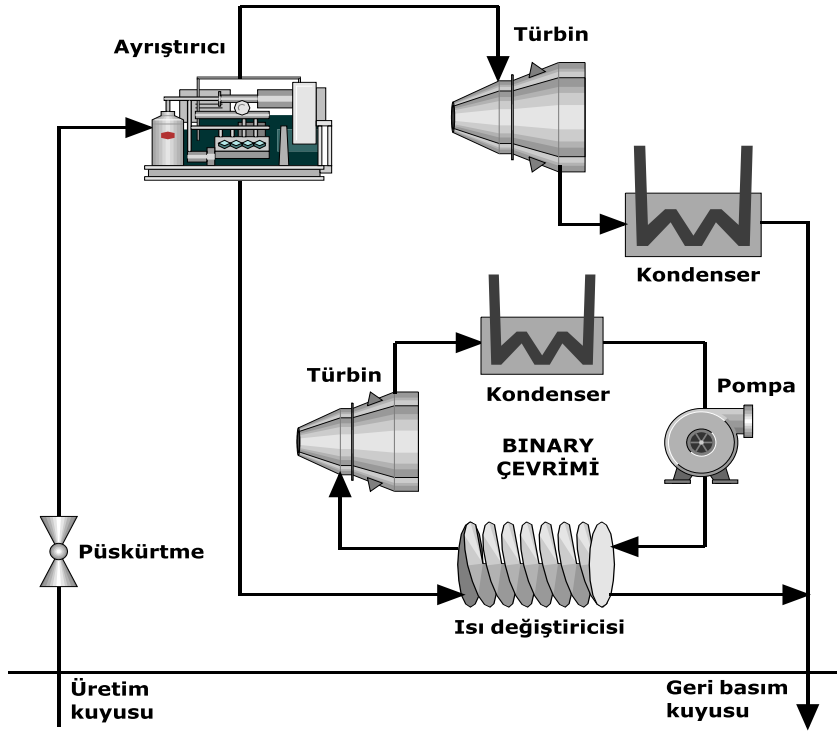 Ayrıştırıcı
Türbin
Kondenser
Türbin
Kondenser
Pompa
BINARY
ÇEVRİMİ
Püskürtme
Isı değiştiricisi
Üretim
kuyusu
Geri basım
kuyusu